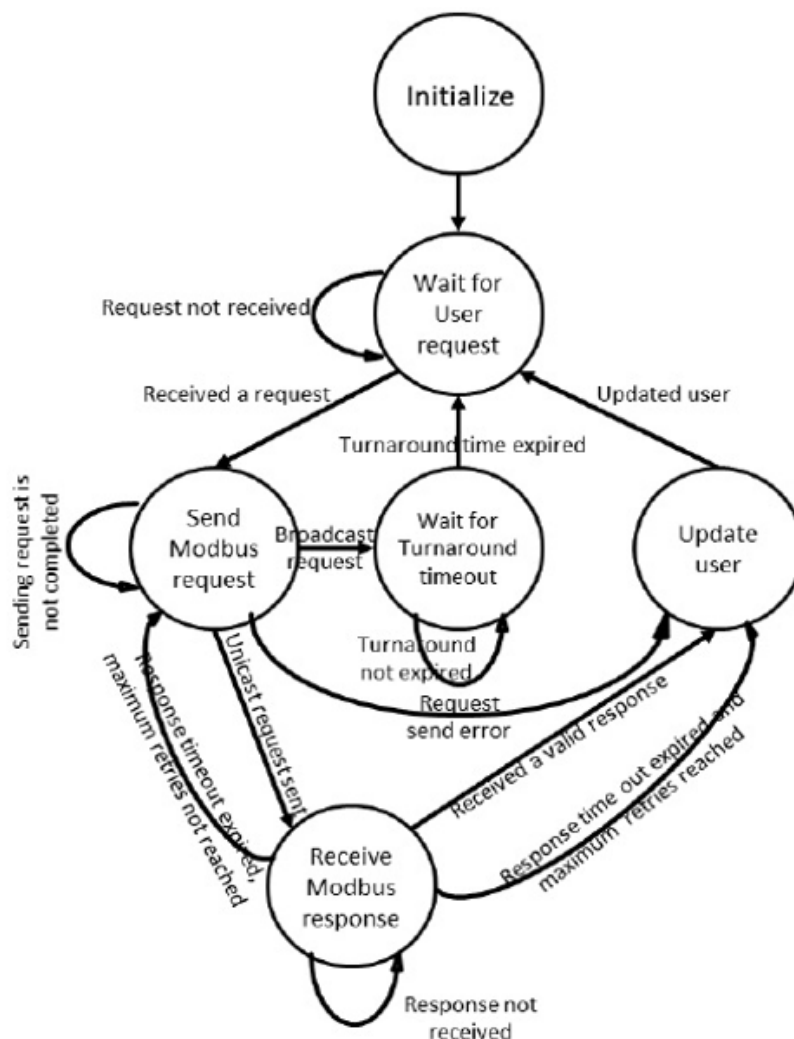 Initialize
Wait for
User
request
Request not received
Received a request
Updated user
Turnaround time expired
Sending request is
not completed
Send
Modbus
request
Broadcast
request
Wait for
Turnaround
timeout
Update
user
Turnaround
not expired
Request
send error
Unicast request sent
Response timeout expired,
maximum retries not reached
Received a valid response
Response time out expired and
maximum retries reached
Receive
Modbus
response
Response not
received